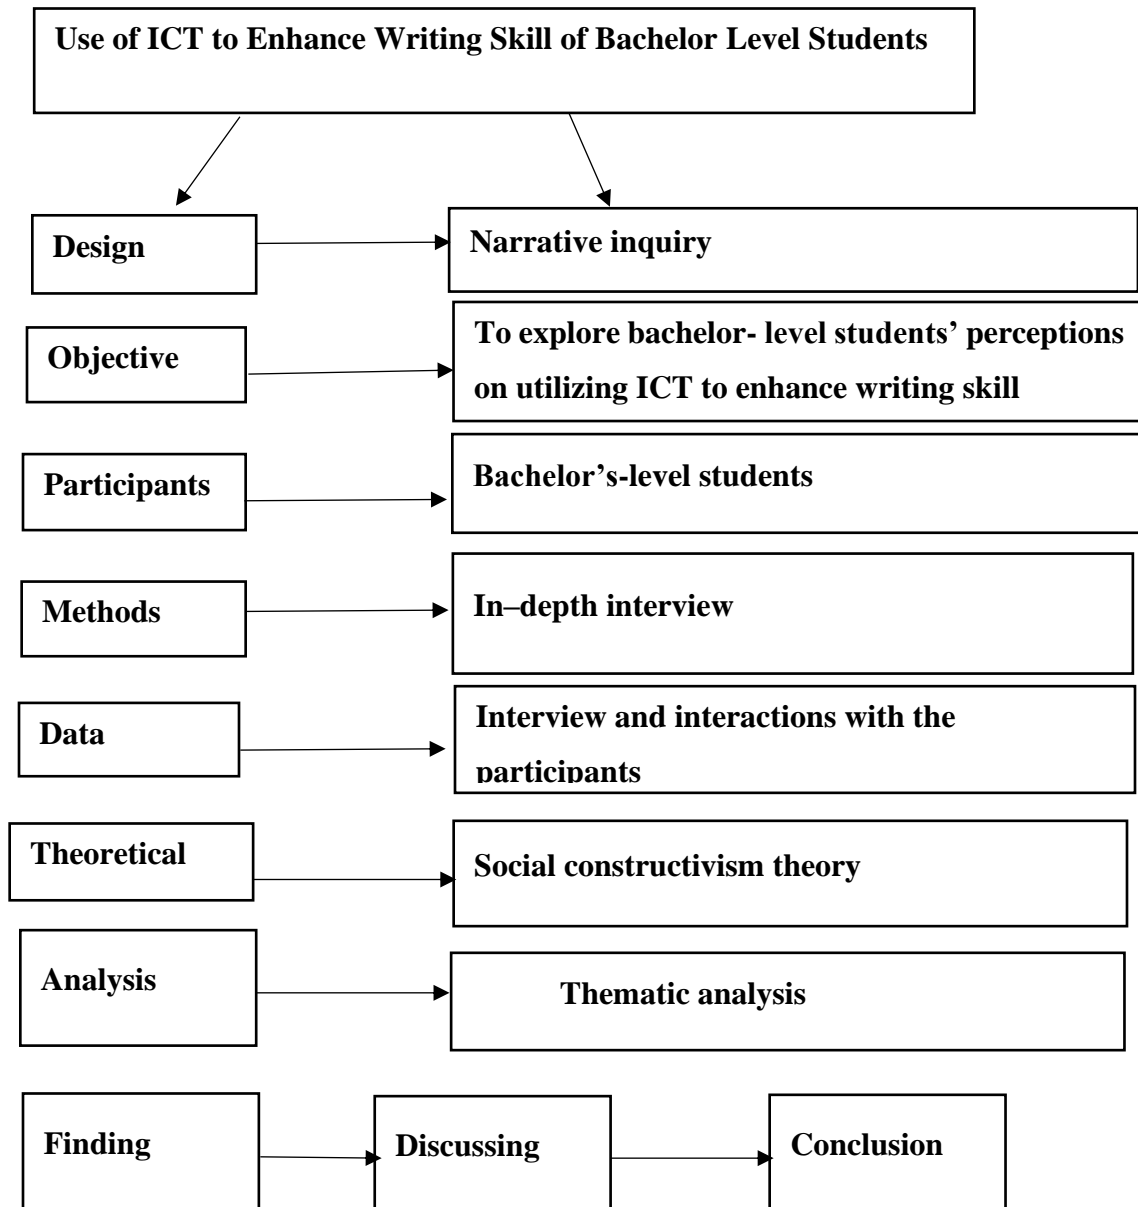 Use of ICT to Enhance Writing Skill of Bachelor Level Students
Design
Narrative inquiry
Objective
To explore bachelor- level students’ perceptions
on utilizing ICT to enhance writing skill
Participants
Bachelor’s-level students
Methods
In–depth interview
Data
Interview and interactions with the
participants
Theoretical
Social constructivism theory
Analysis
Thematic analysis
Finding
Discussing
Conclusion